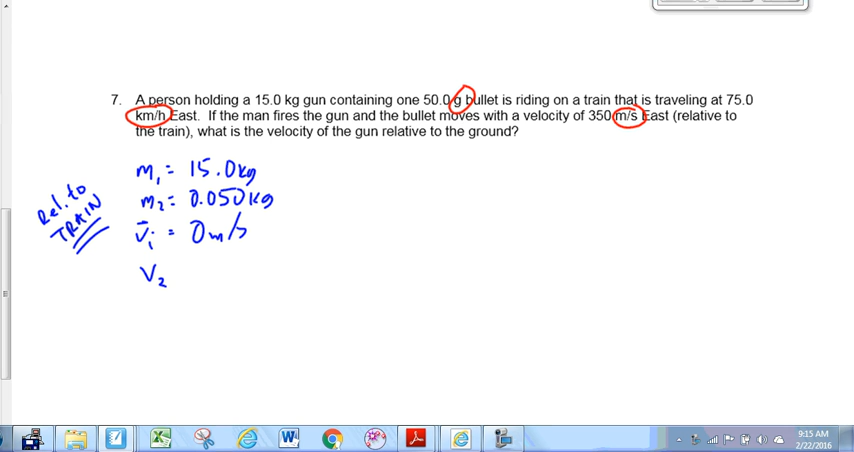 7. A person holding a 15.0 kg gun containing one 50.0 g bullet is riding on a train that is traveling at 75.0
km/h East. If the man fires the gun and the bullet moves with a velocity of 350 m/s East (relative to
the train), what is the velocity of the gun relative to the ground?
Rel. to
TRAIN
m₁ = 15.0kg
m₂ = 0.050kg
v⃗ᵢ = 0m/s
V₂
9:15 AM
2/22/2016